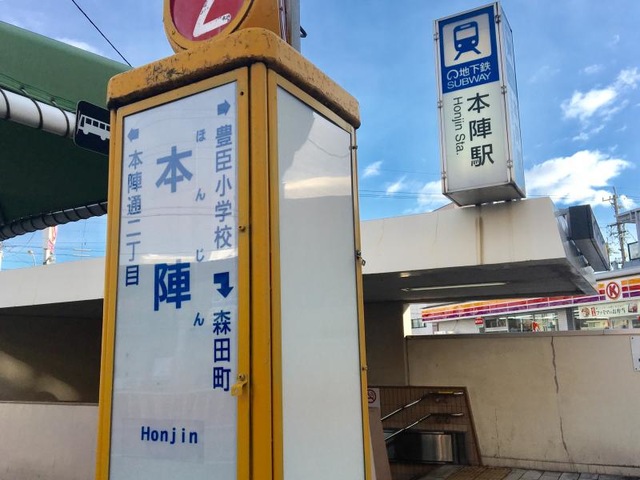 2
豊臣小学校
森田町
ほんじん
本陣
本陣通二丁目
Honjin
地下鉄
SUBWAY
本陣駅
Honjin Sta.
K